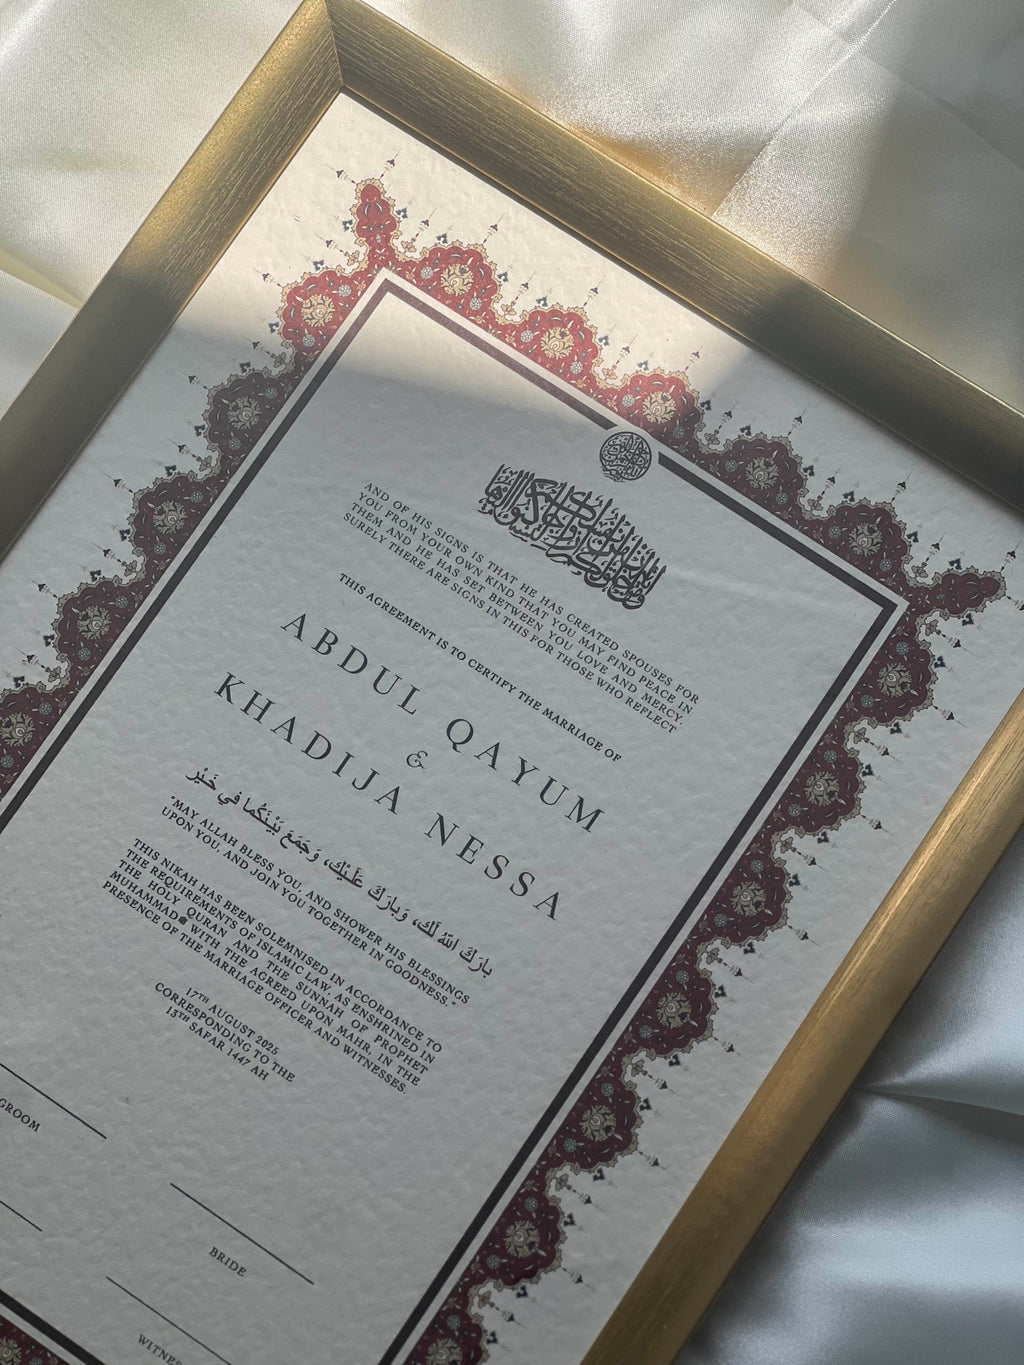 AND OF HIS SIGNS IS THAT HE HAS CREATED SPOUSES FOR
YOU FROM YOUR OWN KIND THAT YOU MAY FIND PEACE IN
THEM AND HE HAS SET BETWEEN YOU LOVE AND MERCY.
SURELY THERE ARE SIGNS IN THIS FOR THOSE WHO REFLECT
THIS AGREEMENT IS TO CERTIFY THE MARRIAGE OF
ABDUL QAYUM
&
KHADIJA NESSA
بارَكَ اللهُ لَك، وَبارَكَ عَلَيْك، وَجَمَعَ بَيْنَكُما في خَيْر
"MAY ALLAH BLESS YOU, AND SHOWER HIS BLESSINGS
UPON YOU, AND JOIN YOU TOGETHER IN GOODNESS."
THIS NIKAH HAS BEEN SOLEMNISED IN ACCORDANCE TO
THE REQUIREMENTS OF ISLAMIC LAW, AS ENSHRINED IN
THE HOLY QURAN AND THE SUNNAH OF PROPHET
MUHAMMADﷺ WITH THE AGREED UPON MAHR, IN THE
PRESENCE OF THE MARRIAGE OFFICER AND WITNESSES.
17TH AUGUST 2025
CORRESPONDING TO THE
13TH SAFAR 1447 AH
GROOM
BRIDE
WITNES